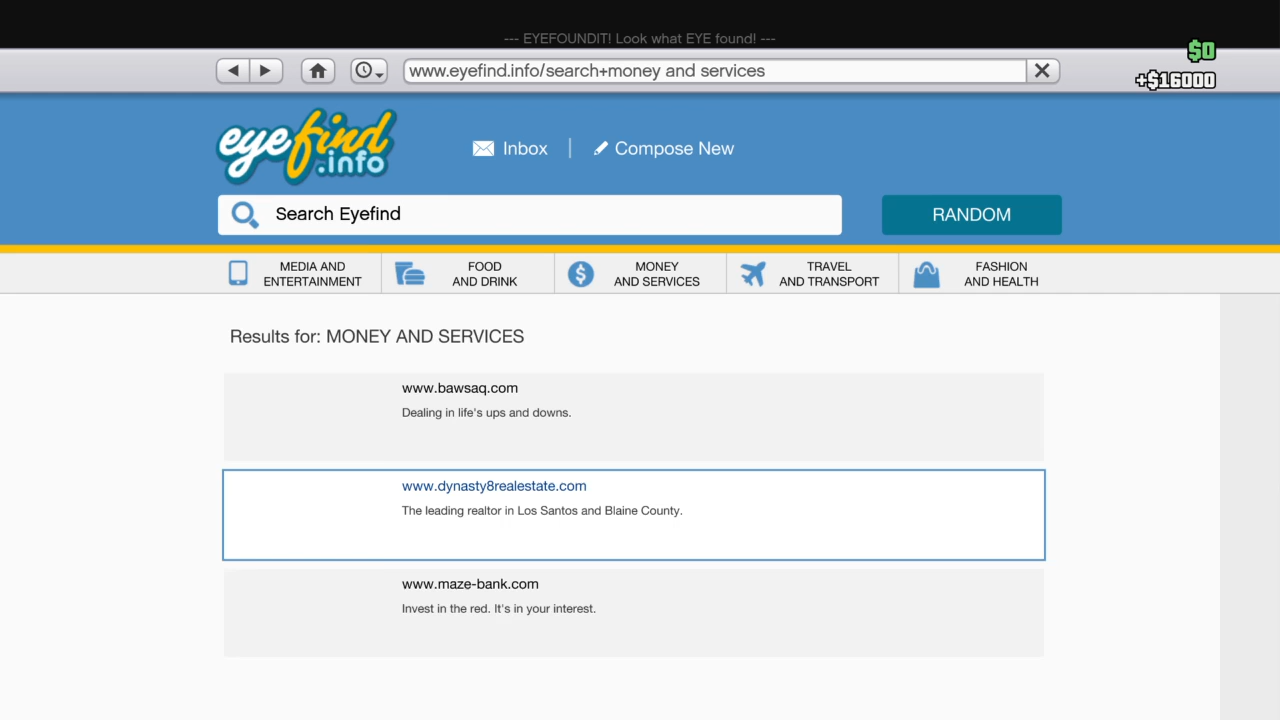 --- EYEFOUNDIT! Look what EYE found! ---
$0
www.eyefind.info/search+money and services
+$16000
eyefind
.info
Inbox
Compose New
Search Eyefind
RANDOM
MEDIA AND
ENTERTAINMENT
FOOD
AND DRINK
MONEY
AND SERVICES
TRAVEL
AND TRANSPORT
FASHION
AND HEALTH
Results for: MONEY AND SERVICES
www.bawsaq.com
Dealing in life's ups and downs.
www.dynasty8realestate.com
The leading realtor in Los Santos and Blaine County.
www.maze-bank.com
Invest in the red. It's in your interest.